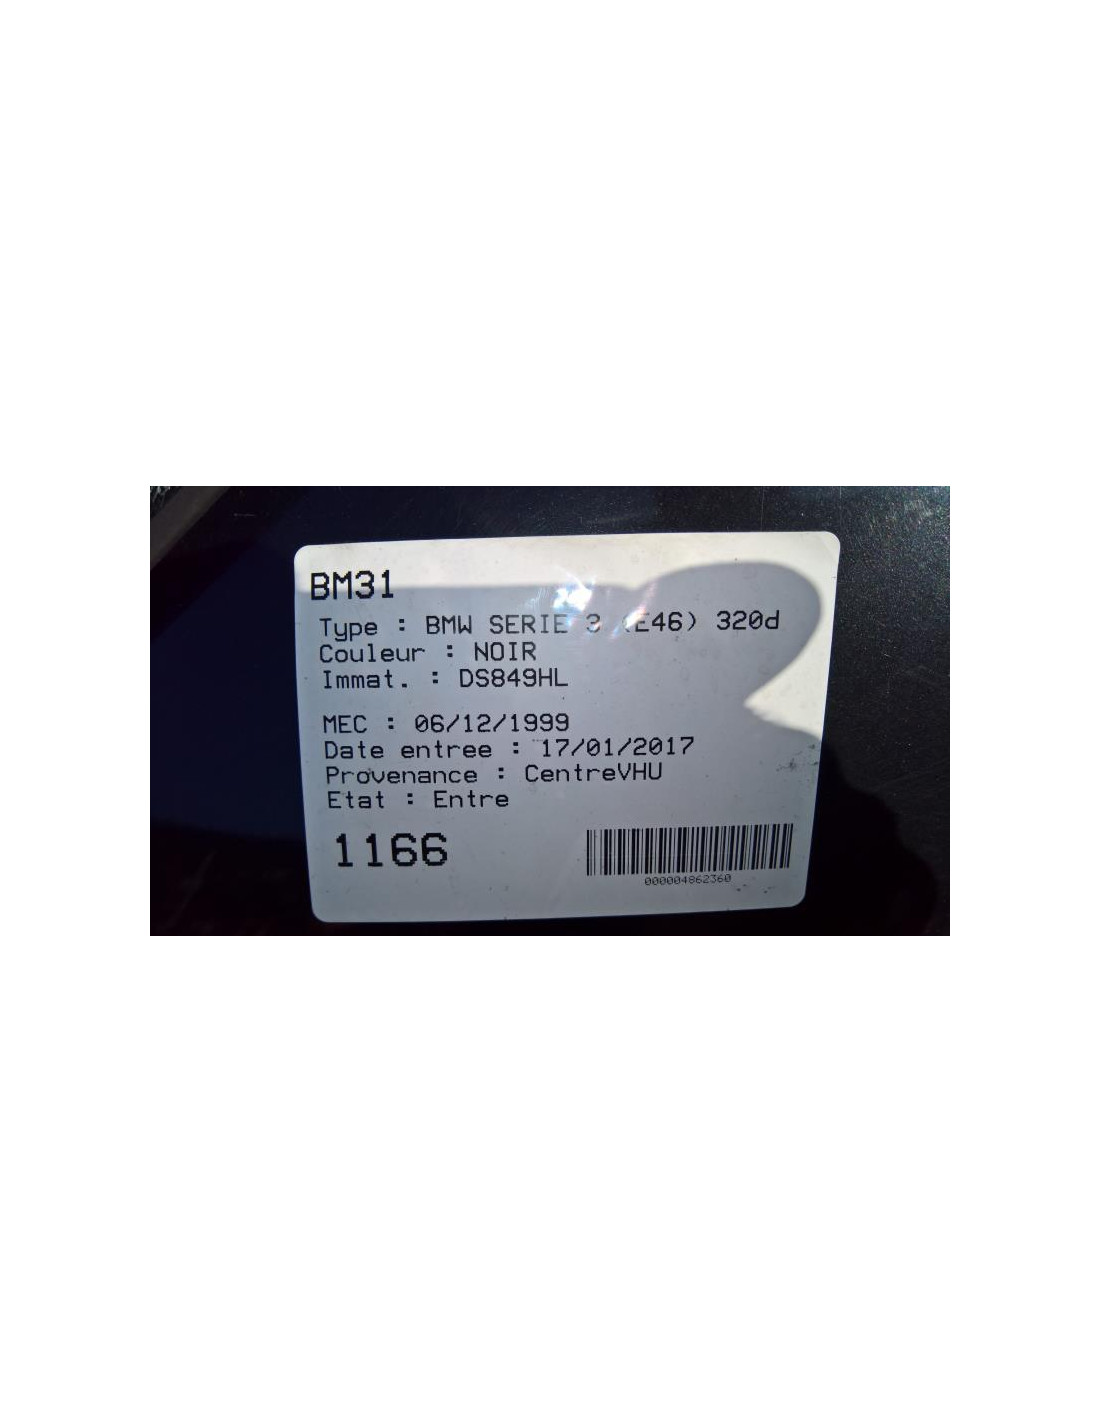 BM31
Type : BMW SERIE 3 (E46) 320d
Couleur : NOIR
Immat. : DS849HL
MEC : 06/12/1999
Date entree : 17/01/2017
Provenance : CentreVHU
Etat : Entre
1166
000004862360